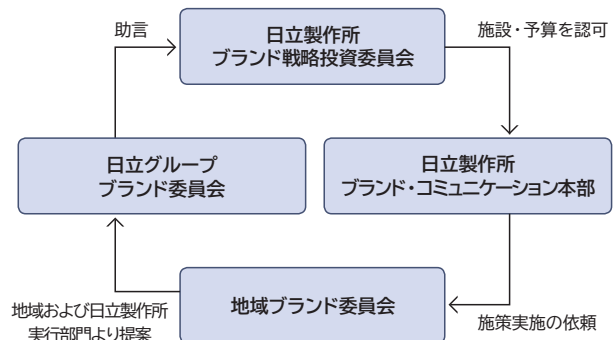 助言
日立製作所
ブランド戦略投資委員会
施設・予算を認可
日立グループ
ブランド委員会
日立製作所
ブランド・コミュニケーション本部
地域ブランド委員会
地域および日立製作所
実行部門より提案
施策実施の依頼